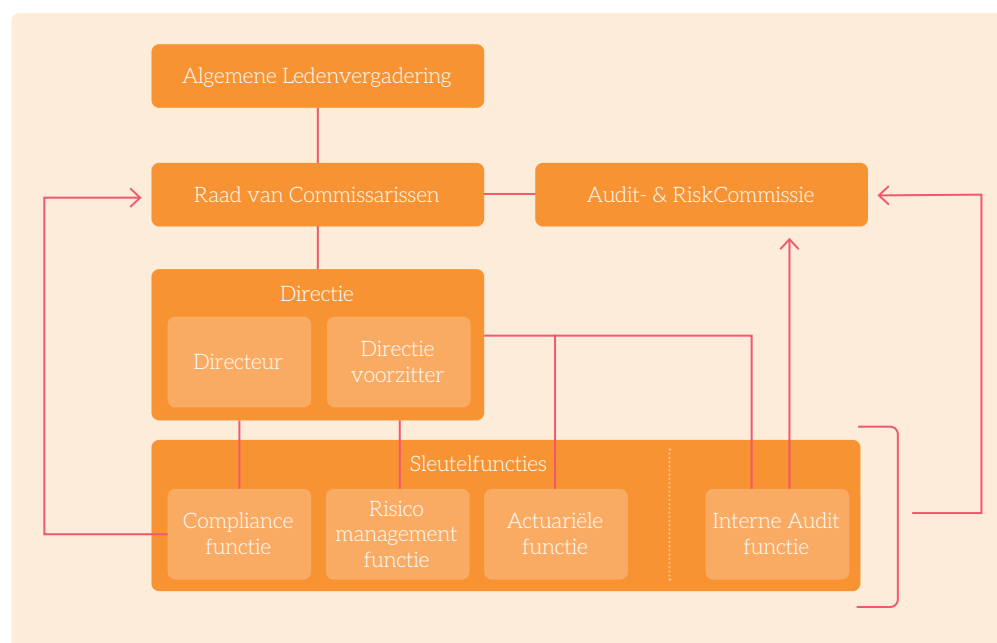 Algemene Ledenvergadering
Raad van Commissarissen
Audit- & RiskCommissie
Directie
Directeur
Directie
voorzitter
Sleutelfuncties
Compliance
functie
Risico
management
functie
Actuariële
functie
Interne Audit
functie